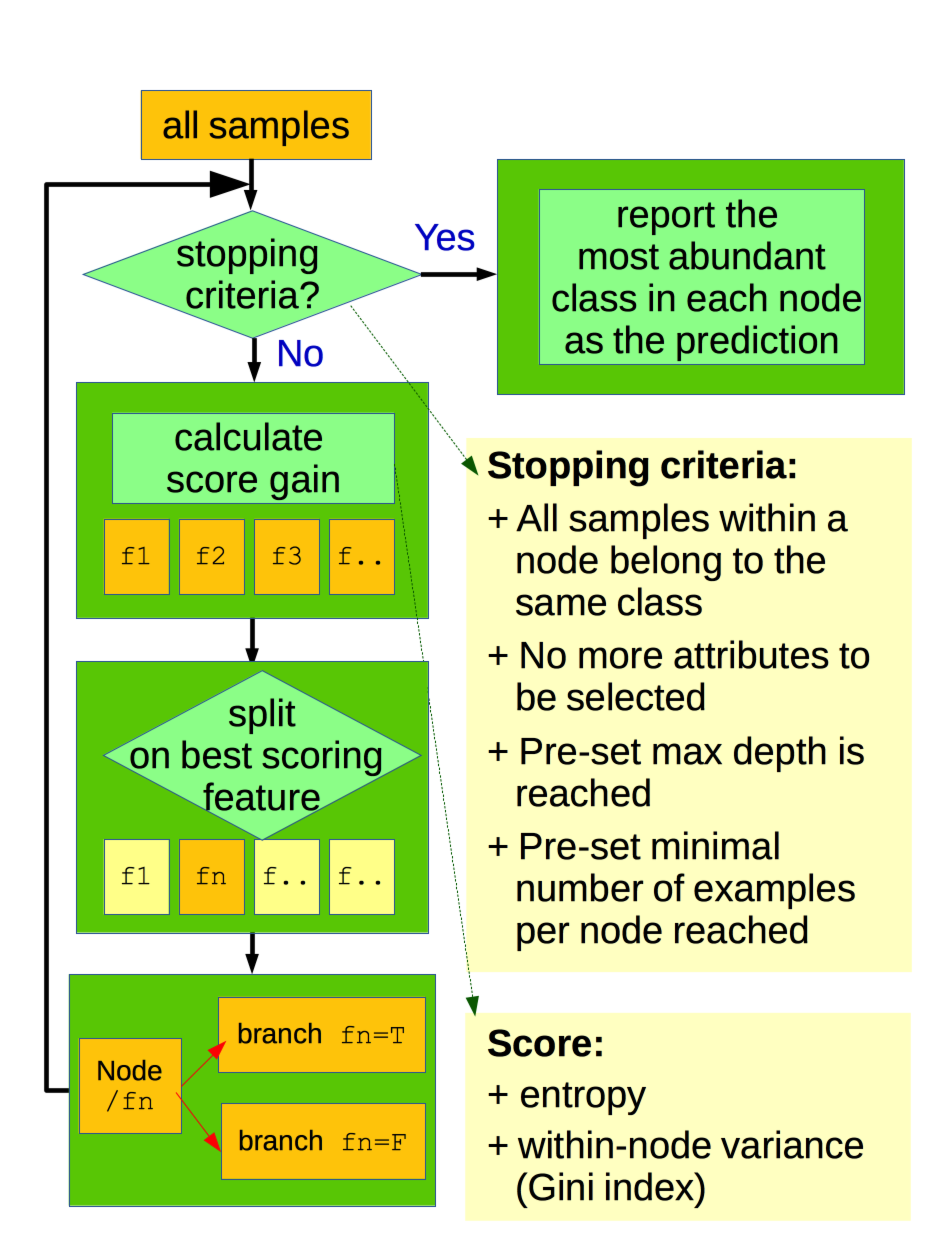 all samples
stopping
criteria?
Yes
report the
most abundant
class in each node
as the prediction
No
calculate
score gain
f1 f2 f3 f..
split
on best scoring
feature
f1 fn f.. f..
Node
/fn
branch fn=T
branch fn=F
Stopping criteria:
+ All samples within a
node belong to the
same class
+ No more attributes to
be selected
+ Pre-set max depth is
reached
+ Pre-set minimal
number of examples
per node reached
Score:
+ entropy
+ within-node variance
(Gini index)